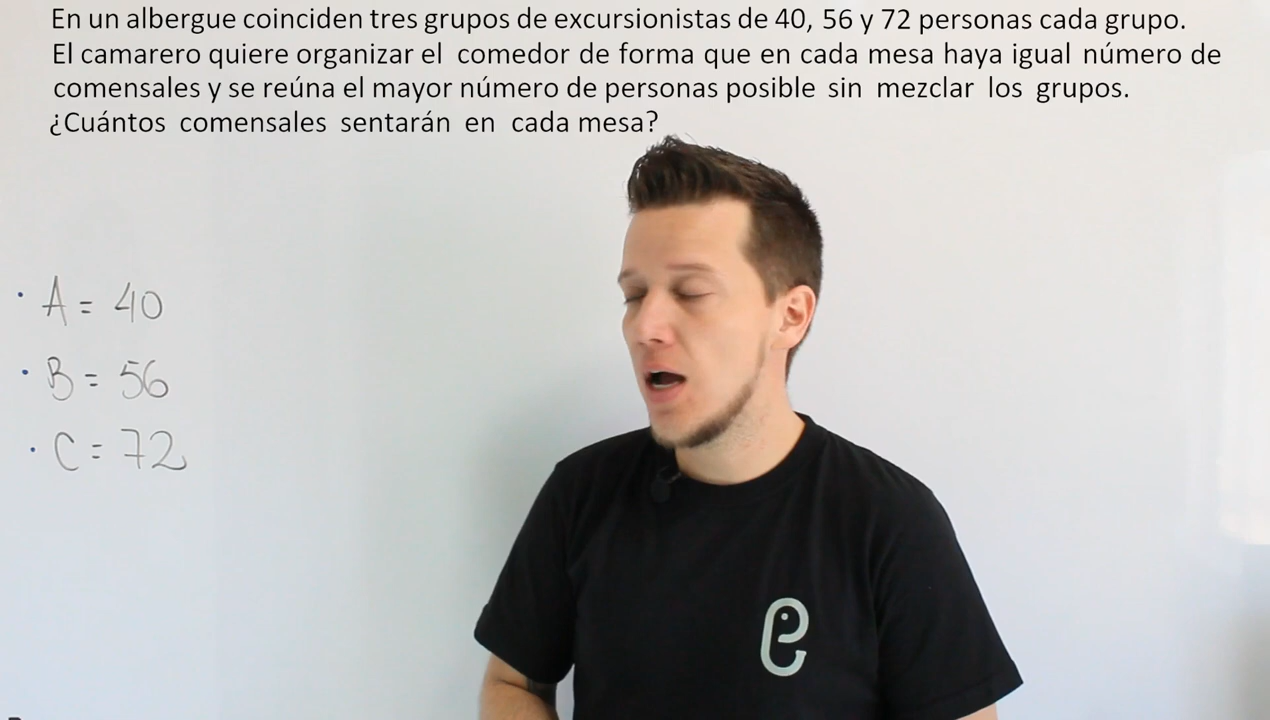 En un albergue coinciden tres grupos de excursionistas de 40, 56 y 72 personas cada grupo.
El camarero quiere organizar el comedor de forma que en cada mesa haya igual número de
comensales y se reúna el mayor número de personas posible sin mezclar los grupos.
¿Cuántos comensales sentarán en cada mesa?
· A = 40
· B = 56
· C = 72
e